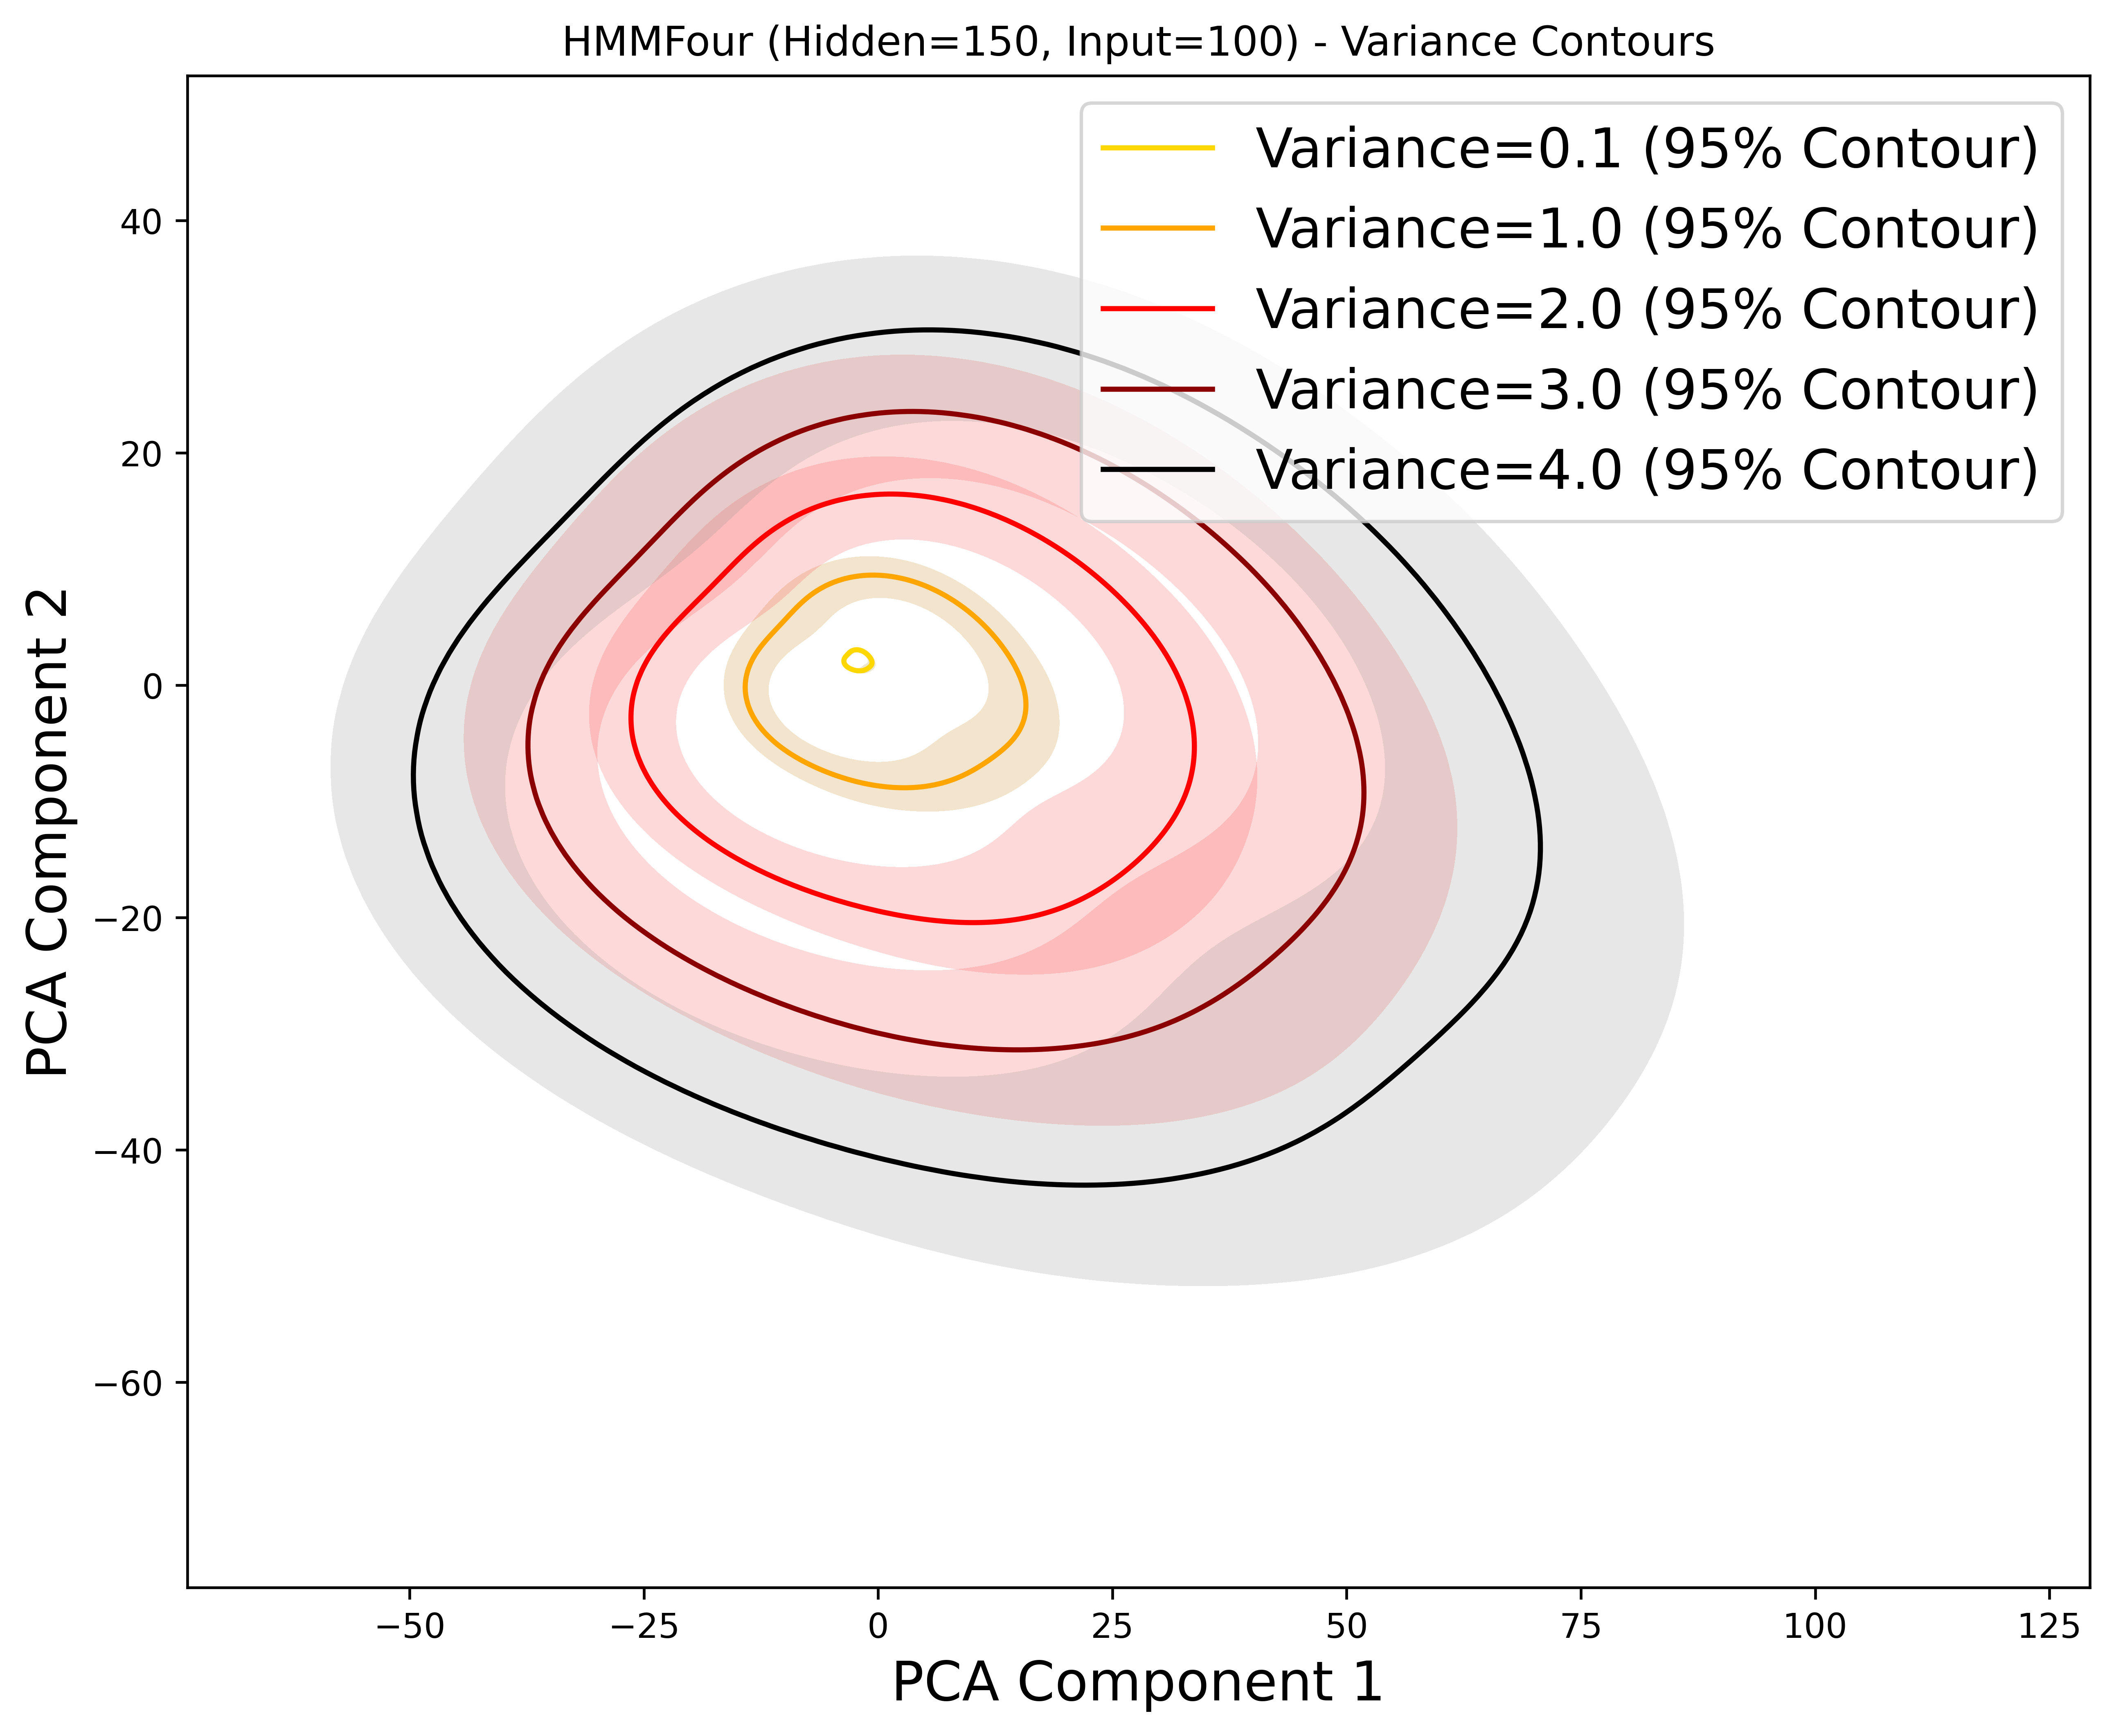 HMMFour (Hidden=150, Input=100) - Variance Contours
Variance=0.1 (95% Contour)
Variance=1.0 (95% Contour)
Variance=2.0 (95% Contour)
Variance=3.0 (95% Contour)
Variance=4.0 (95% Contour)
PCA Component 2
40
20
0
−20
−40
−60
−50
−25
0
25
50
75
100
125
PCA Component 1